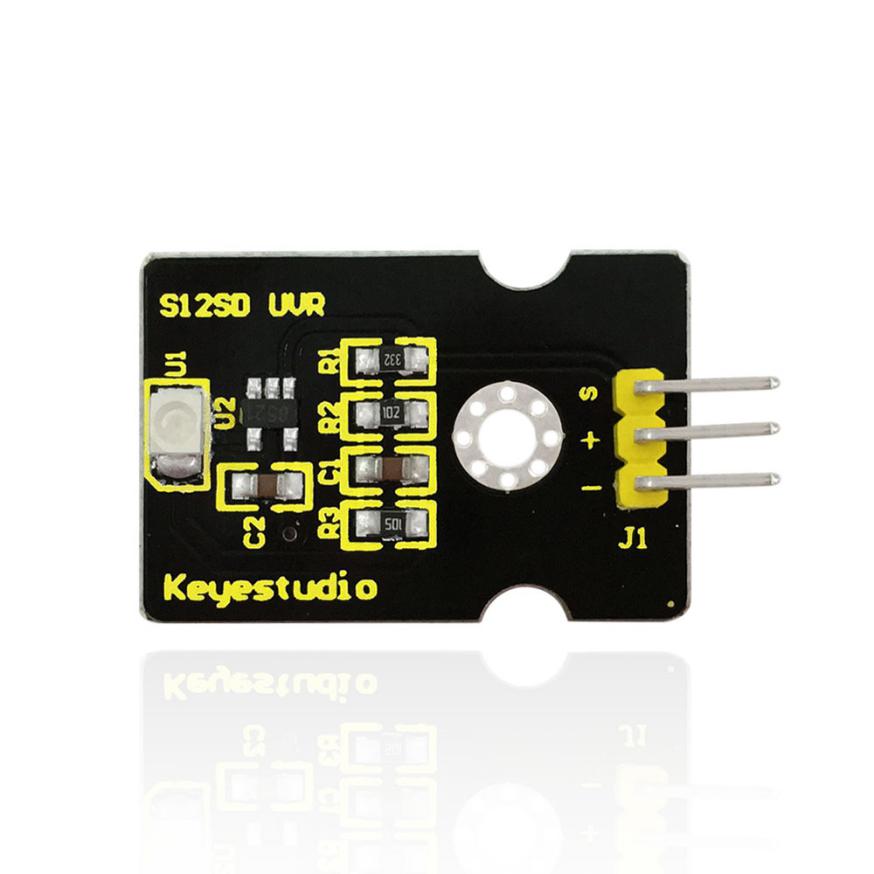 S12SD UVR
U1
U2
R1
332
R2
102
C1
R3
105
C2
S
+
-
J1
Keyestudio